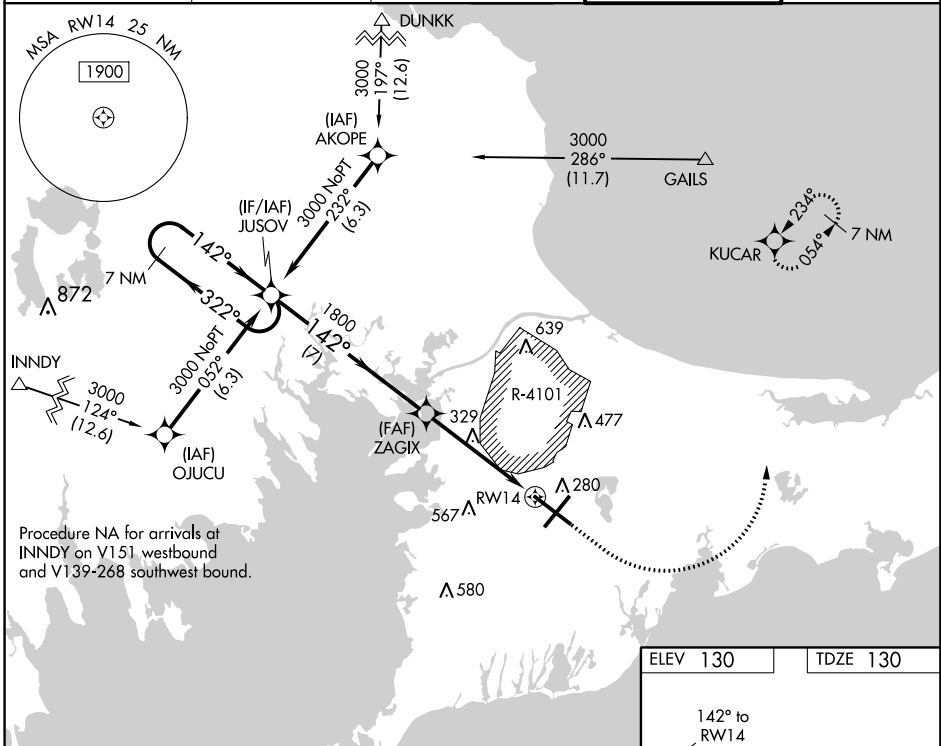 MSA RW14 25 NM
1900
DUNKK
3000
197°
(12.6)
(IAF)
AKOPE
3000
286°
(11.7)
GAILS
3000 NoPT
232°
(6.3)
(IF/IAF)
JUSOV
234°
054°
7 NM
KUCAR
142°
7 NM
322°
872
1800
142°
(7)
639
R-4101
INNDY
3000
124°
(12.6)
3000 NoPT
052°
(6.3)
(IAF)
OJUCU
(FAF)
ZAGIX
329
477
RW14
280
567
Procedure NA for arrivals at
INNDY on V151 westbound
and V139-268 southwest bound.
580
ELEV 130
TDZE 130
142° to
RW14